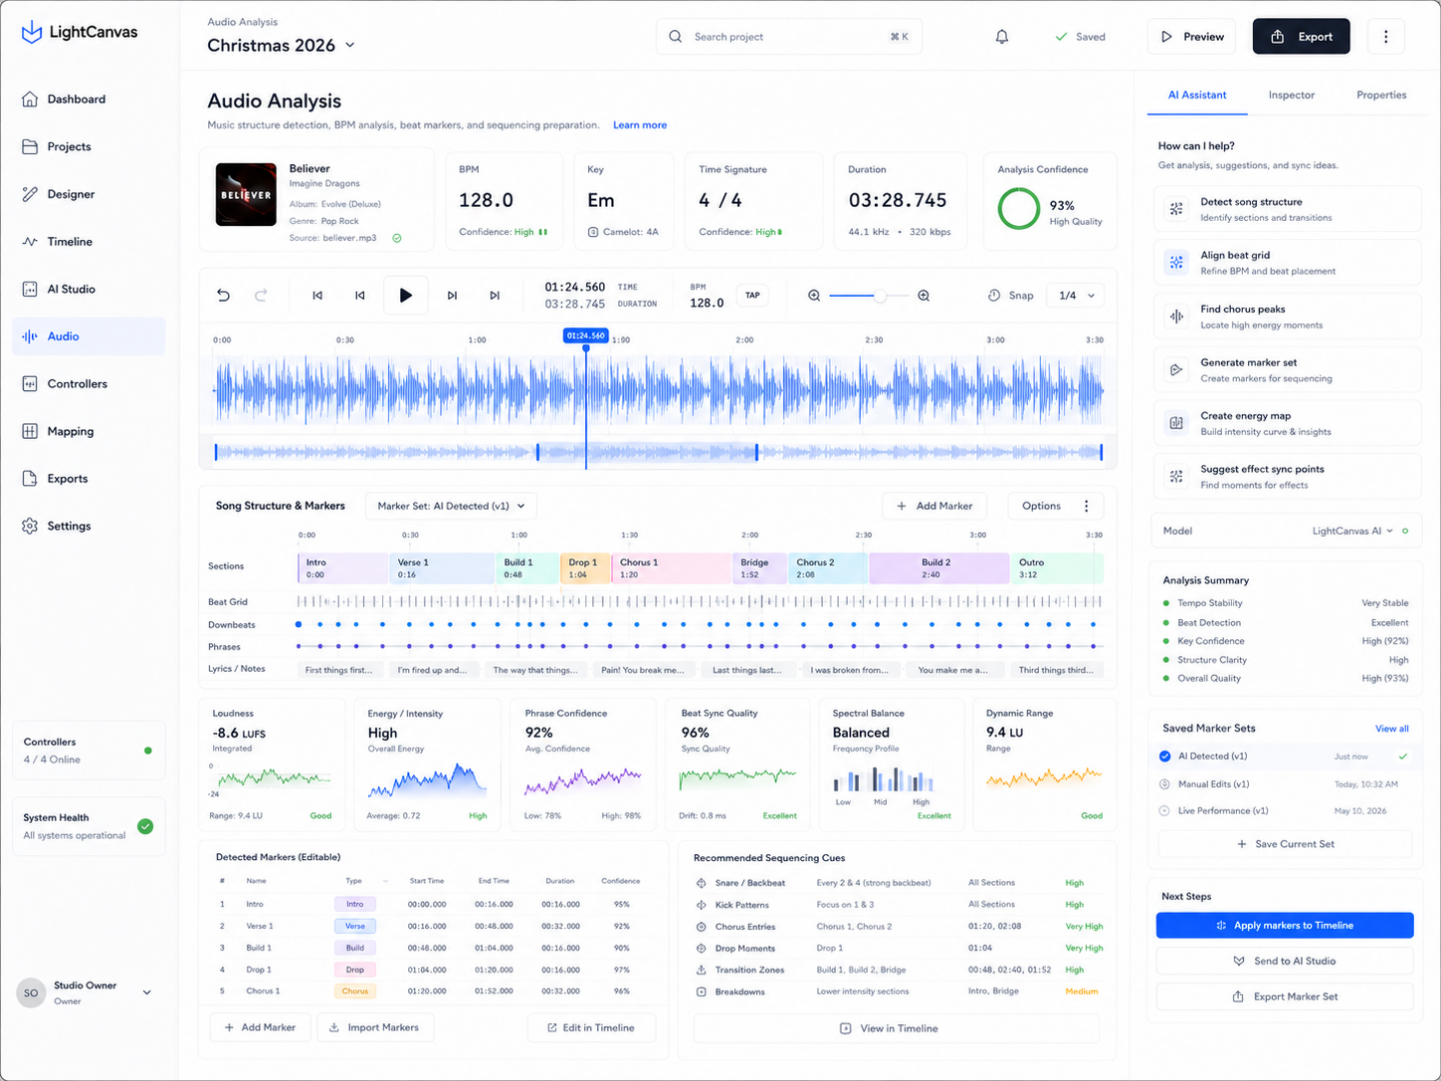 LightCanvas
Audio Analysis
Christmas 2026
Search project
⌘ K
Saved
Preview
Export
Dashboard
Projects
Designer
Timeline
AI Studio
Audio
Controllers
Mapping
Exports
Settings
Controllers
4 / 4 Online
System Health
All systems operational
SO
Studio Owner
Owner
Audio Analysis
Music structure detection, BPM analysis, beat markers, and sequencing preparation. Learn more
BELIEVER
Believer
Imagine Dragons
Album: Evolve (Deluxe)
Genre: Pop Rock
Source: believer.mp3
BPM
128.0
Confidence: High
Key
Em
Camelot: 4A
Time Signature
4 / 4
Confidence: High
Duration
03:28.745
44.1 kHz • 320 kbps
Analysis Confidence
93%
High Quality
01:24.560 TIME
03:28.745 DURATION
BPM
128.0
TAP
Snap
1/4
0:00 0:30 1:00 01:24.560 1:90 2:00 2:30 3:00 3:30
Song Structure & Markers
Marker Set: AI Detected (v1)
Add Marker
Options
0:00 0:30 1:00 1:30 2:00 2:30 3:00 3:30
Sections
Intro
0:00
Verse 1
0:16
Build 1
0:48
Drop 1
1:04
Chorus 1
1:20
Bridge
1:52
Chorus 2
2:08
Build 2
2:40
Outro
3:12
Beat Grid
Downbeats
Phrases
Lyrics / Notes
First things first...
I'm fired up and...
The way that things...
Pain! You break me...
Last things last...
I was broken from...
You make me a...
Third things third...
Loudness
-8.6 LUFS
Integrated
0
-24
Range: 9.4 LU Good
Energy / Intensity
High
Overall Energy
Average: 0.72 High
Phrase Confidence
92%
Avg. Confidence
Low: 78% High: 98%
Beat Sync Quality
96%
Sync Quality
Drift: 0.8 ms Excellent
Spectral Balance
Balanced
Frequency Profile
Low Mid High
Excellent
Dynamic Range
9.4 LU
Range
Good
Detected Markers (Editable)
# Name Type Start Time End Time Duration Confidence
1 Intro Intro 00:00.000 00:16.000 00:16.000 95%
2 Verse 1 Verse 00:16.000 00:48.000 00:32.000 92%
3 Build 1 Build 00:48.000 01:04.000 00:16.000 90%
4 Drop 1 Drop 01:04.000 01:20.000 00:16.000 97%
5 Chorus 1 Chorus 01:20.000 01:52.000 00:32.000 96%
Add Marker
Import Markers
Edit in Timeline
Recommended Sequencing Cues
Snare / Backbeat Every 2 & 4 (strong backbeat) All Sections High
Kick Patterns Focus on 1 & 3 All Sections High
Chorus Entries Chorus 1, Chorus 2 01:20, 02:08 Very High
Drop Moments Drop 1 01:04 Very High
Transition Zones Build 1, Build 2, Bridge 00:48, 02:40, 01:52 High
Breakdowns Lower intensity sections Intro, Bridge Medium
View in Timeline
AI Assistant
Inspector
Properties
How can I help?
Get analysis, suggestions, and sync ideas.
Detect song structure
Identify sections and transitions
Align beat grid
Refine BPM and beat placement
Find chorus peaks
Locate high energy moments
Generate marker set
Create markers for sequencing
Create energy map
Build intensity curve & insights
Suggest effect sync points
Find moments for effects
Model LightCanvas AI
Analysis Summary
Tempo Stability Very Stable
Beat Detection Excellent
Key Confidence High (92%)
Structure Clarity High
Overall Quality High (93%)
Saved Marker Sets View all
AI Detected (v1) Just now
Manual Edits (v1) Today, 10:32 AM
Live Performance (v1) May 10, 2026
Save Current Set
Next Steps
Apply markers to Timeline
Send to AI Studio
Export Marker Set